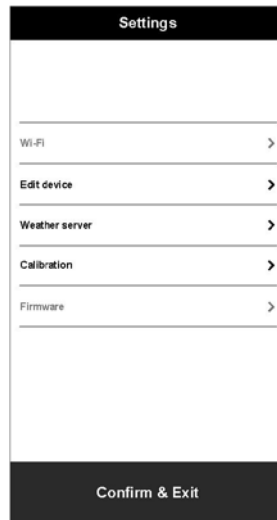 Settings
Wi-Fi
Edit device
Weather server
Calibration
Firmware
Confirm & Exit